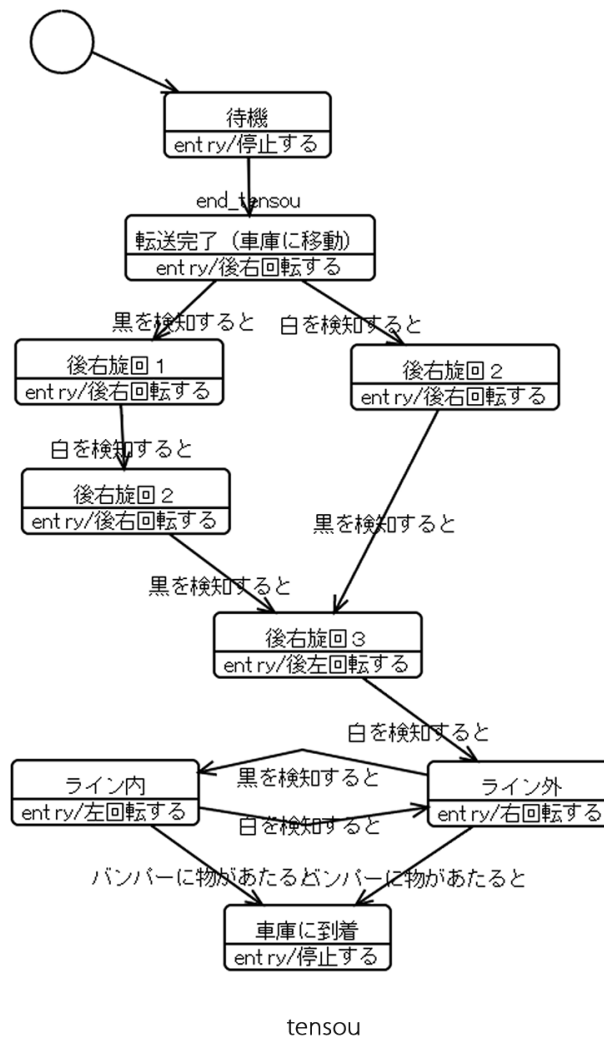 待機
entry/停止する
end_tensou
転送完了（車庫に移動）
entry/後右回転する
黒を検知すると
白を検知すると
後右旋回１
entry/後右回転する
後右旋回２
entry/後右回転する
白を検知すると
後右旋回２
entry/後右回転する
黒を検知すると
黒を検知すると
後右旋回３
entry/後左回転する
白を検知すると
ライン内
entry/左回転する
黒を検知すると
白を検知すると
ライン外
entry/右回転する
バンパーに物があたると
バンパーに物があたると
車庫に到着
entry/停止する
tensou